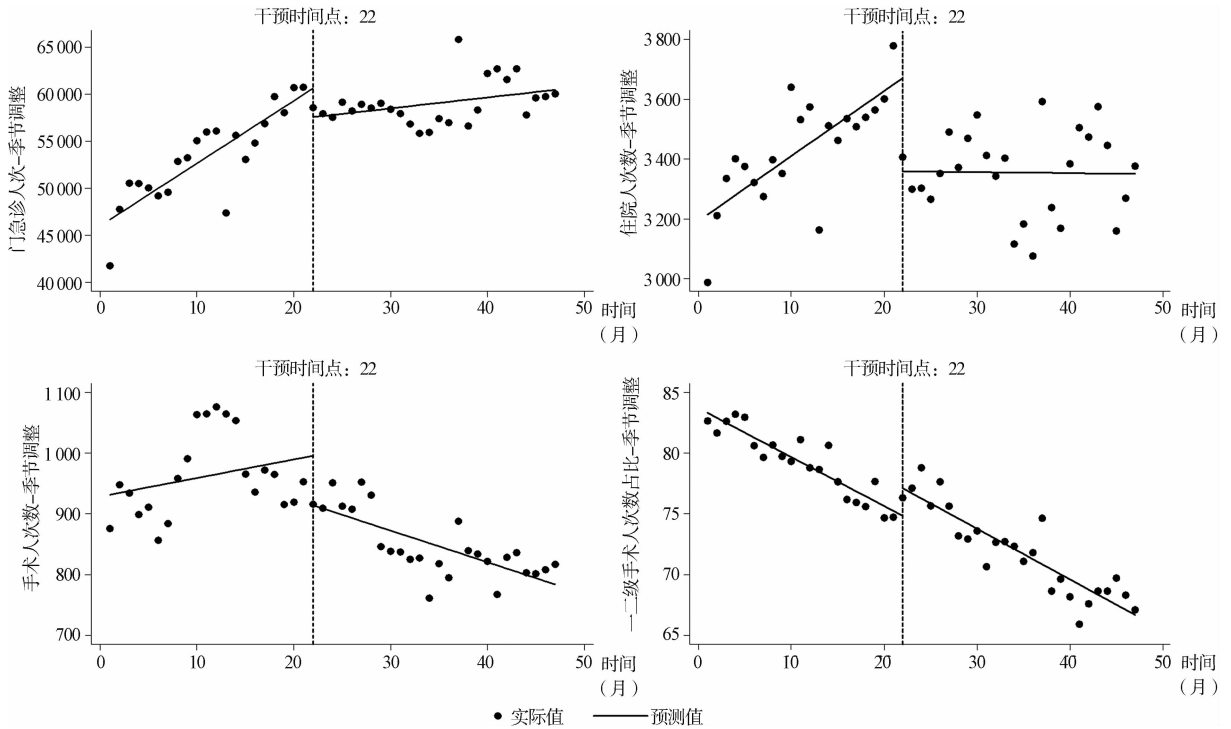 干预时间点：22
65 000
60 000
55 000
50 000
45 000
40 000
门急诊人次-季节调整
0 10 20 30 40 50 时间
（月）
干预时间点：22
3 800
3 600
3 400
3 200
3 000
住院人次数-季节调整
0 10 20 30 40 50 时间
（月）
干预时间点：22
1 100
1 000
900
800
700
手术人次数-季节调整
0 10 20 30 40 50 时间
（月）
干预时间点：22
85
80
75
70
65
一二级手术人次数占比-季节调整
0 10 20 30 40 50 时间
（月）
实际值 预测值